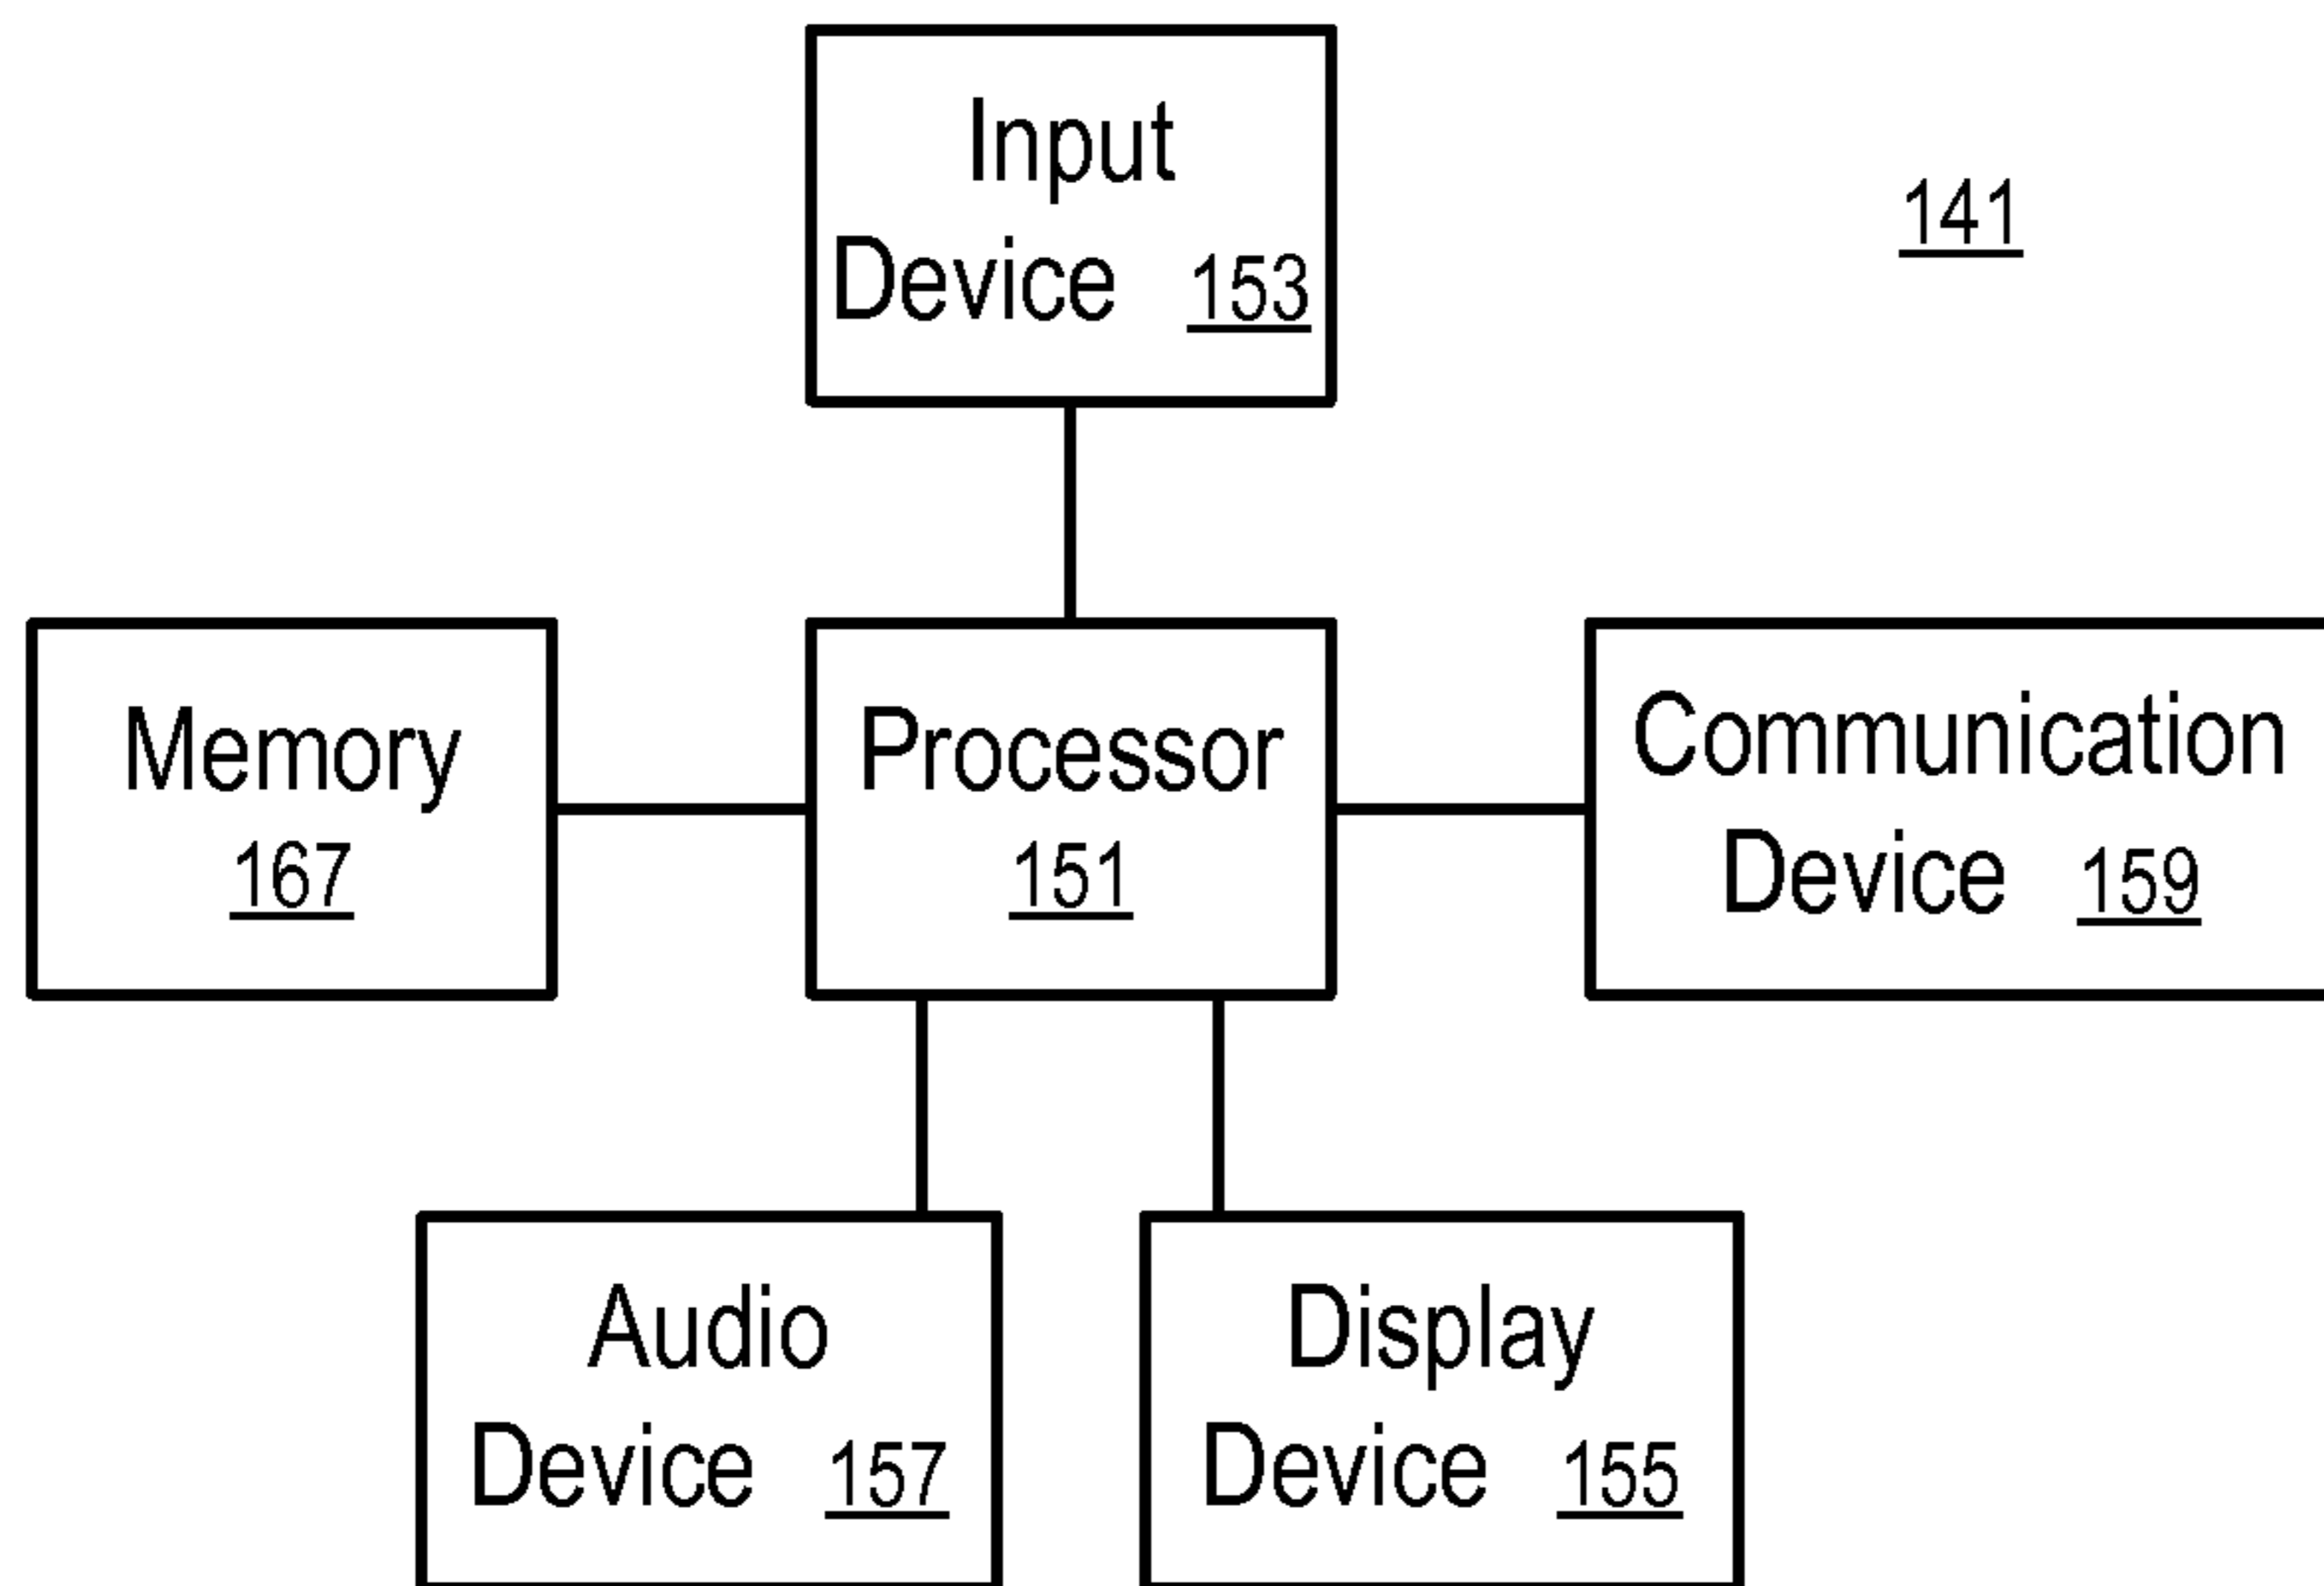 Input
Device 153
141
Memory
167
Processor
151
Communication
Device 159
Audio
Device 157
Display
Device 155